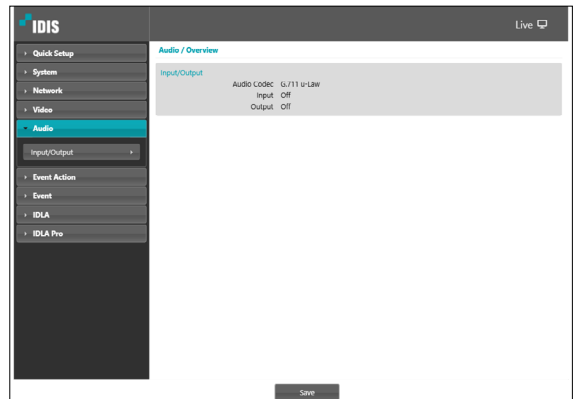 IDIS
Live
Quick Setup
System
Network
Video
Audio
Input/Output
Event Action
Event
IDLA
IDLA Pro
Audio / Overview
Input/Output
Audio Codec G.711 u-Law
Input Off
Output Off
Save